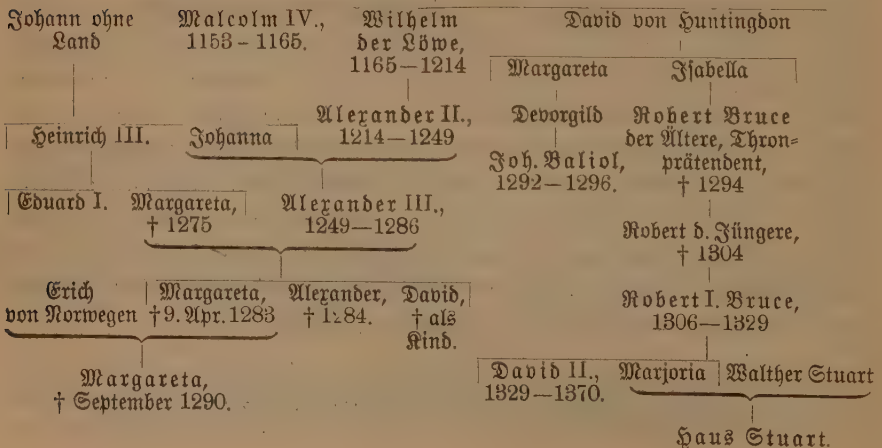 Johann ohne Land
Malcolm IV., 1153 – 1165.
Wilhelm der Löwe, 1165—1214
David von Huntingdon
Margareta
Isabella
Heinrich III.
Johanna
Alexander II., 1214—1249
Devorgild
Robert Bruce der Ältere, Thron=
prätendent, † 1294
Joh. Baliol, 1292—1296.
Eduard I.
Margareta, † 1275
Alexander III., 1249—1286
Robert d. Jüngere, † 1304
Erich von Norwegen
Margareta, † 9. Apr. 1283
Alexander, † 1284.
David, † als Kind.
Robert I. Bruce, 1306—1329
Margareta, † September 1290.
David II., 1329—1370.
Marjoria
Walther Stuart
Haus Stuart.